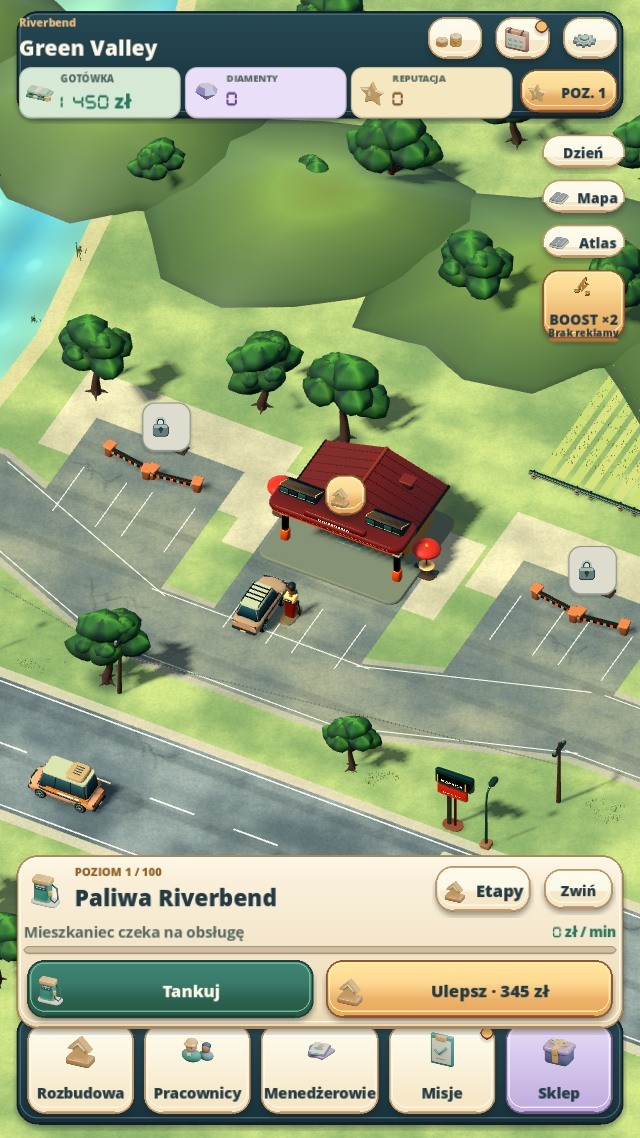 Riverbend
Green Valley
GOTÓWKA
1 450 zł
DIAMENTY
0
REPUTACJA
0
POZ. 1
Dzień
Mapa
Atlas
BOOST ×2
Brak reklamy
POZIOM 1 / 100
Paliwa Riverbend
Etapy
Zwiń
Mieszkaniec czeka na obsługę
0 zł / min
Tankuj
Ulepsz · 345 zł
Rozbudowa
Pracownicy
Menedżerowie
Misje
Sklep